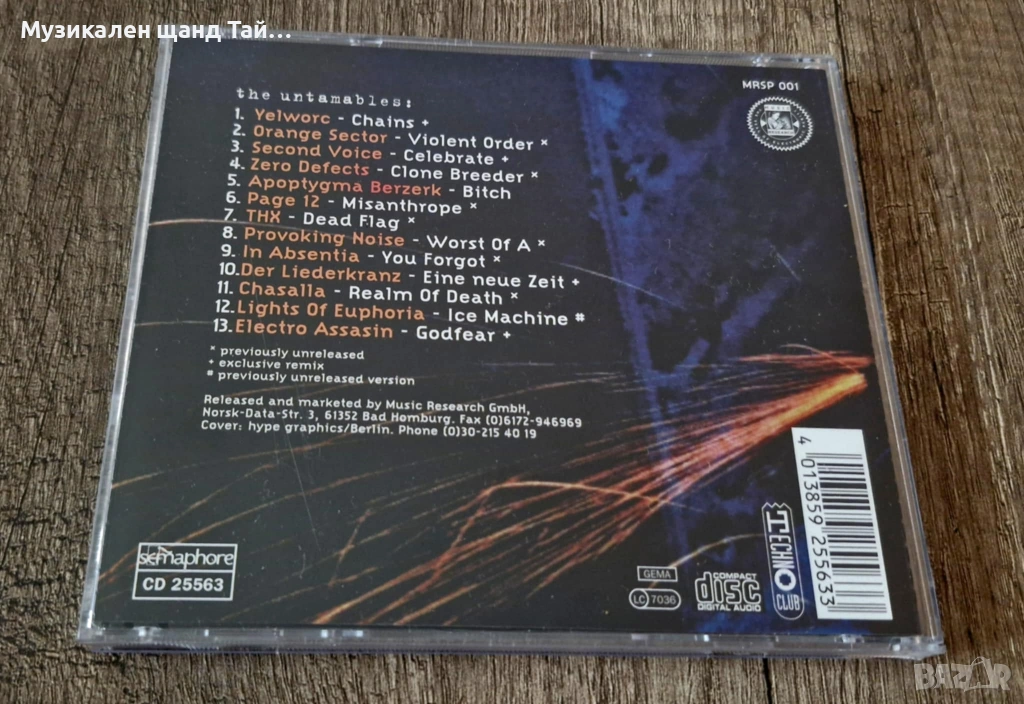 Музикален щанд Тай...
the untamables:
MRSP 001
1. Yelworc - Chains +
2. Orange Sector - Violent Order *
3. Second Voice - Celebrate +
4. Zero Defects - Clone Breeder *
5. Apoptygma Berzerk - Bitch
6. Page 12 - Misanthrope *
7. THX - Dead Flag *
8. Provoking Noise - Worst Of A *
9. In Absentia - You Forgot *
10. Der Liederkranz - Eine neue Zeit +
11. Chasalla - Realm Of Death *
12. Lights Of Euphoria - Ice Machine #
13. Electro Assasin - Godfear +
* previously unreleased
+ exclusive remix
# previously unreleased version
Released and marketed by Music Research GmbH,
Norsk-Data-Str. 3, 61352 Bad Homburg. Fax (0)6172-946969
Cover: hype graphics/Berlin. Phone (0)30-215 40 19
semaphore
CD 25563
GEMA
LC 7036
COMPACT
disc
DIGITAL AUDIO
TECHNO
CLUB
4 013859 255633
BAZAR